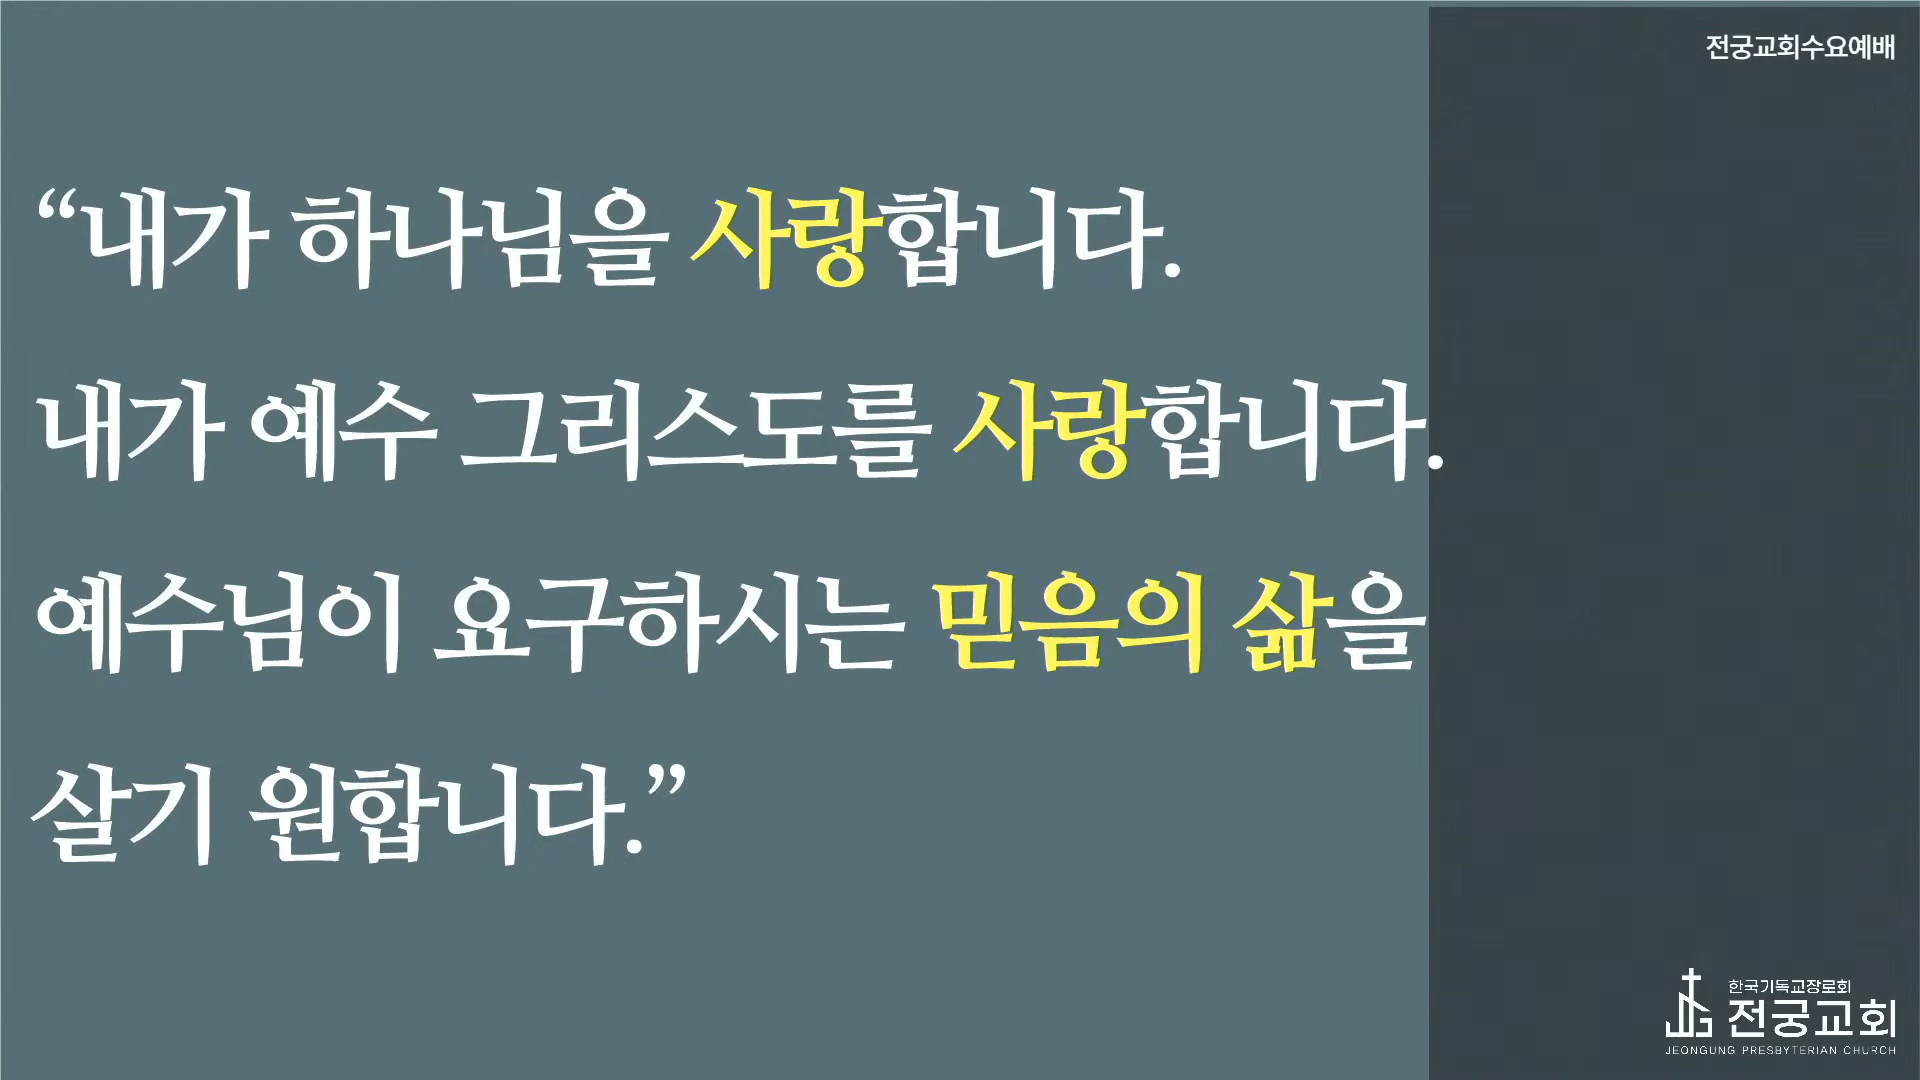 전궁교회수요예배
“내가 하나님을 사랑합니다.
내가 예수 그리스도를 사랑합니다.
예수님이 요구하시는 믿음의 삶을
살기 원합니다.”
한국기독교장로회
전궁교회
JEONGUNG PRESBYTERIAN CHURCH